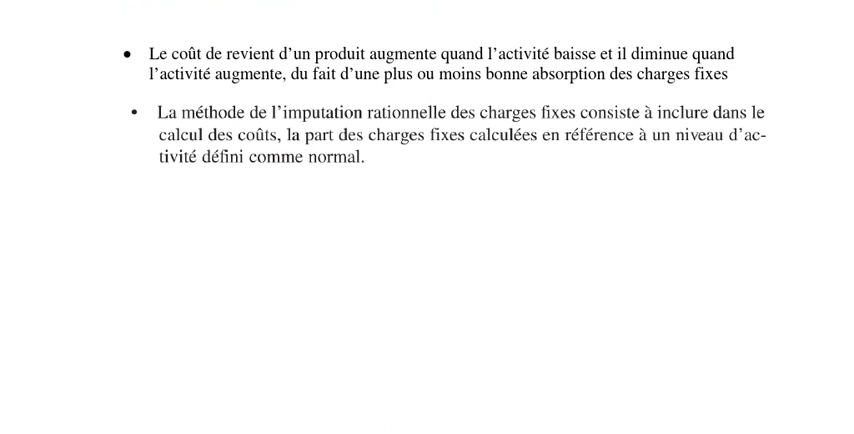 • Le coût de revient d’un produit augmente quand l’activité baisse et il diminue quand
l’activité augmente, du fait d’une plus ou moins bonne absorption des charges fixes
• La méthode de l’imputation rationnelle des charges fixes consiste à inclure dans le
calcul des coûts, la part des charges fixes calculées en référence à un niveau d’ac-
tivité défini comme normal.